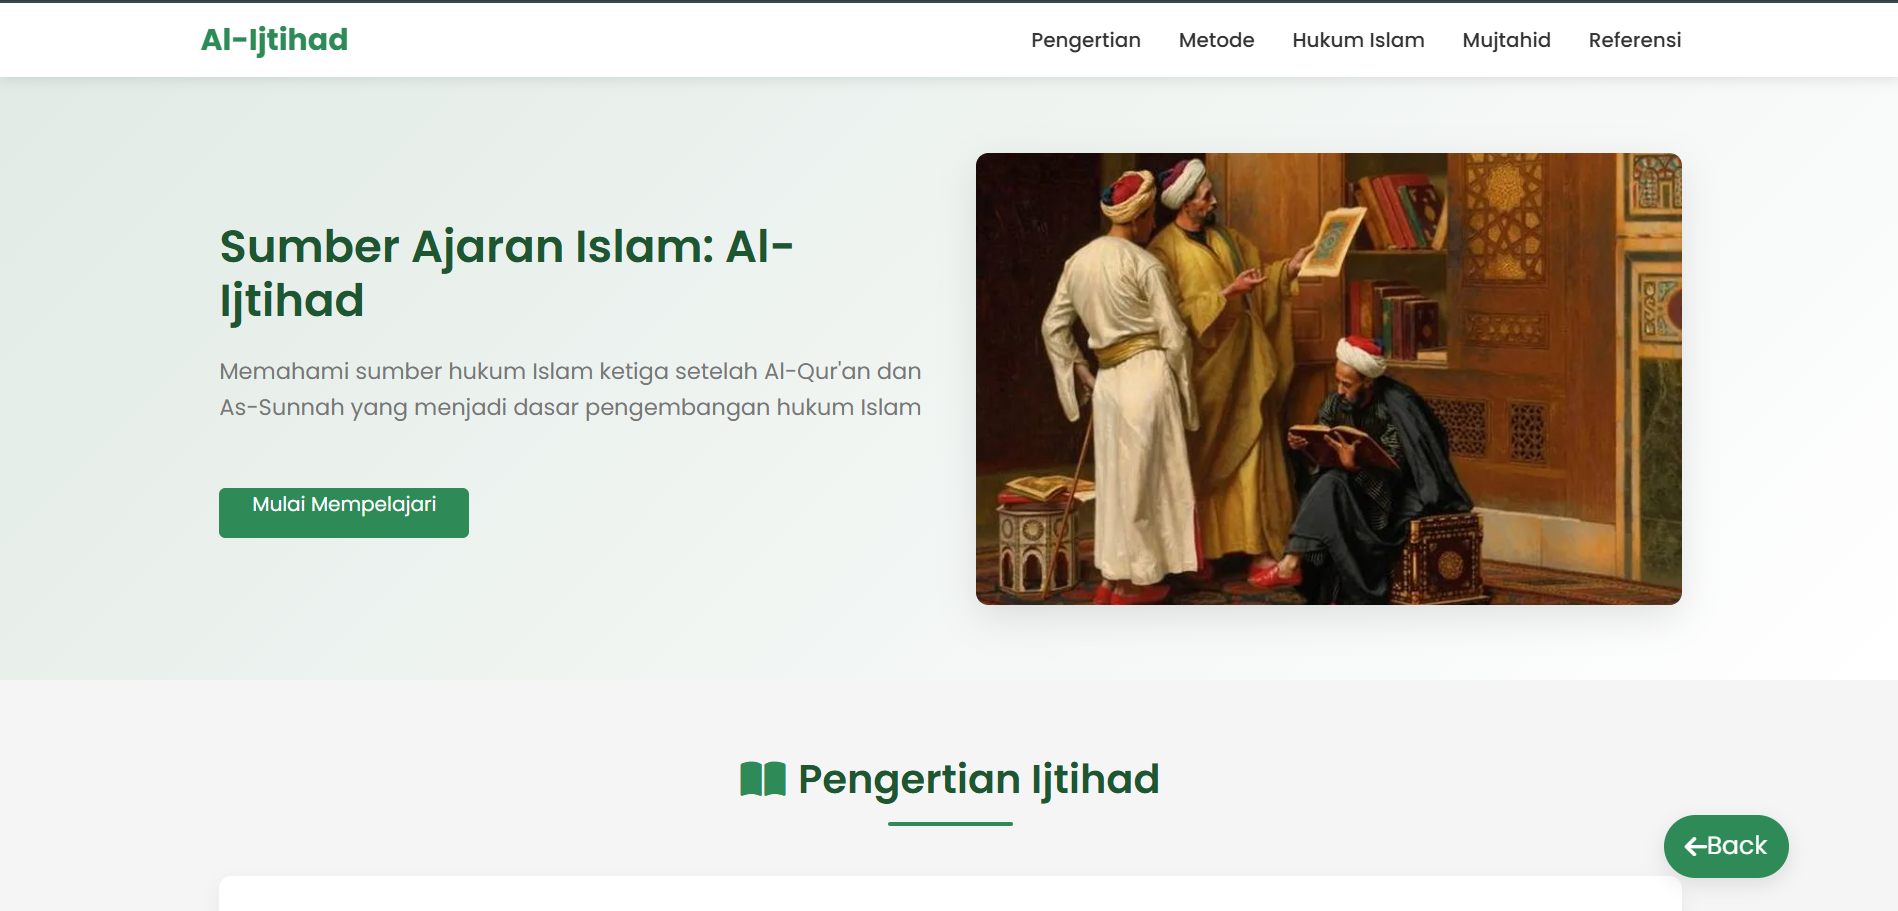 Al-Ijtihad
Pengertian
Metode
Hukum Islam
Mujtahid
Referensi
Sumber Ajaran Islam: Al-
Ijtihad
Memahami sumber hukum Islam ketiga setelah Al-Qur'an dan
As-Sunnah yang menjadi dasar pengembangan hukum Islam
Mulai Mempelajari
Pengertian Ijtihad
Back